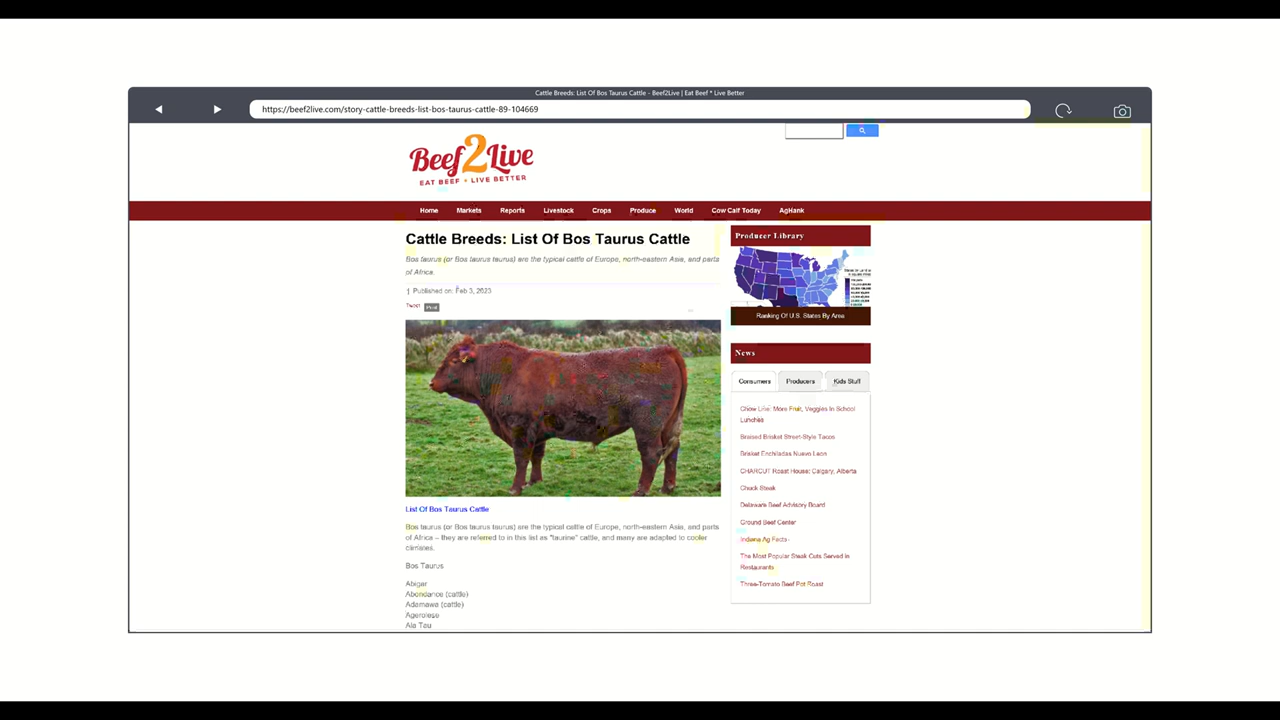 Cattle Breeds: List Of Bos Taurus Cattle - Beef2Live | Eat Beef * Live Better
https://beef2live.com/story-cattle-breeds-list-bos-taurus-cattle-89-104669
Beef2Live
EAT BEEF • LIVE BETTER
Home Markets Reports Livestock Crops Produce World Cow Calf Today AgHank
Cattle Breeds: List Of Bos Taurus Cattle
Bos taurus (or Bos taurus taurus) are the typical cattle of Europe, north-eastern Asia, and parts
of Africa.
Published on: Feb 3, 2023
Tweet
List Of Bos Taurus Cattle
Bos taurus (or Bos taurus taurus) are the typical cattle of Europe, north-eastern Asia, and parts
of Africa – they are referred to in this list as "taurine" cattle, and many are adapted to cooler
climates.
Bos Taurus
Abigar
Abondance (cattle)
Adamawa (cattle)
Agerolese
Ala Tau
Producer Library
Ranking Of U.S. States By Area
News
Consumers Producers Kids Stuff
Chow Line: More Fruit, Veggies In School
Lunches
Braised Brisket Street-Style Tacos
Brisket Enchiladas Nuevo Leon
CHARCUT Roast House: Calgary, Alberta
Chuck Steak
Delaware Beef Advisory Board
Ground Beef Center
Indiana Ag Facts
The Most Popular Steak Cuts Served in
Restaurants
Three-Tomato Beef Pot Roast